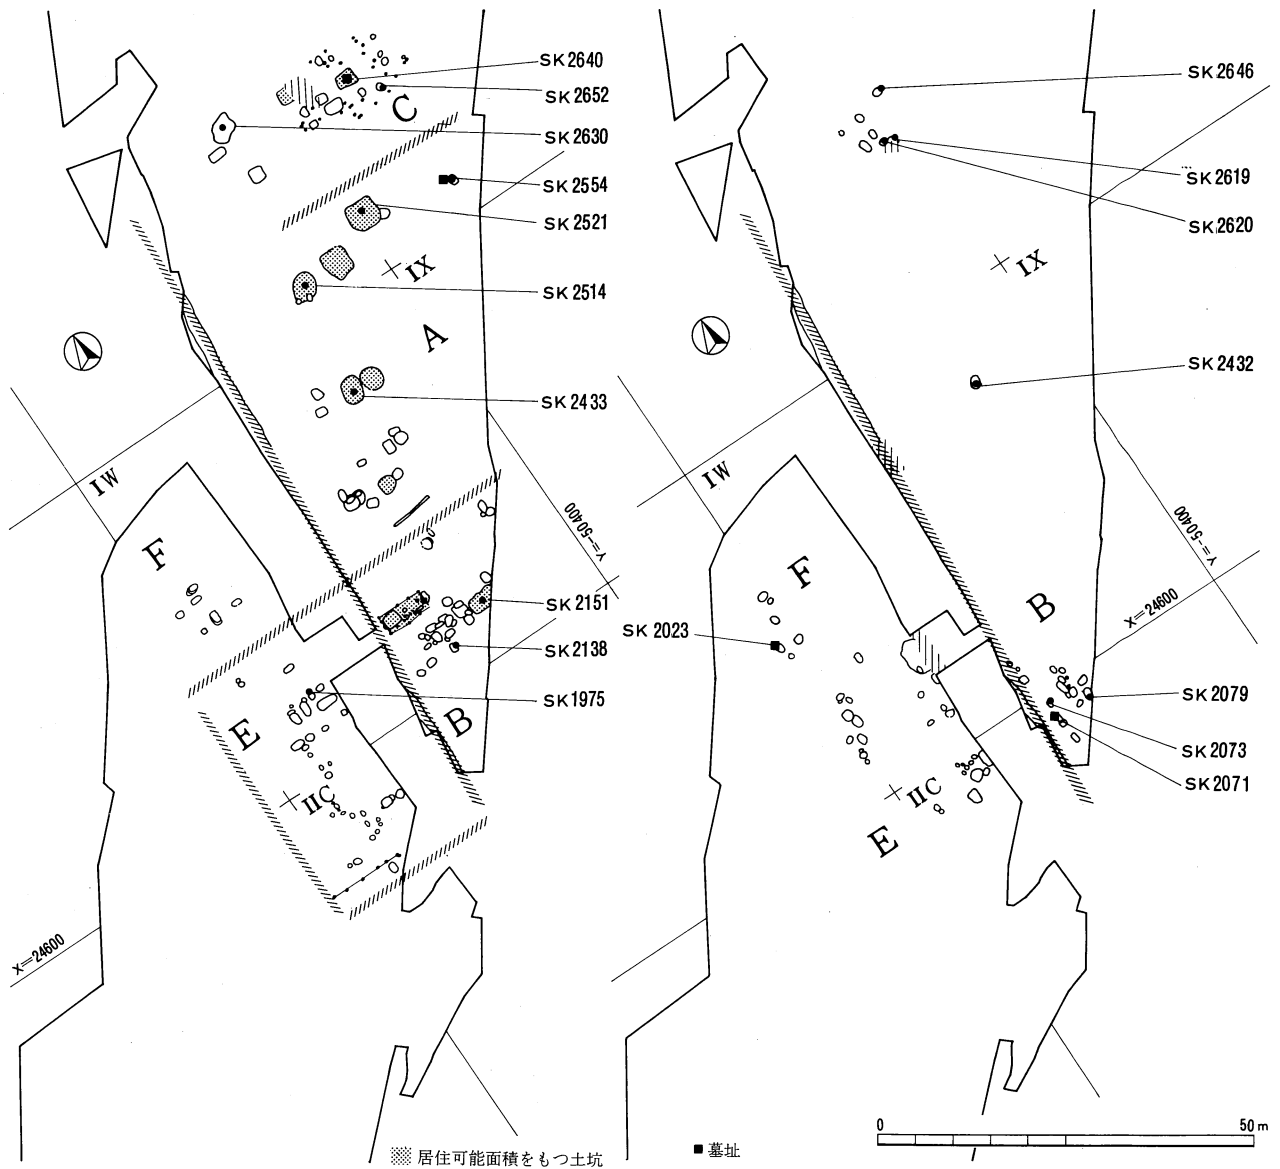 SK2640
SK2652
C
SK2630
SK2554
SK2521
IX
SK2514
A
SK2433
IW
Y=-50400
F
SK2151
SK2138
SK1975
E
B
IIC
X=24600
居住可能面積をもつ土坑
SK2646
SK2619
SK2620
IX
SK2432
IW
Y=-50400
F
B
X=24600
SK 2023
SK2079
SK2073
SK2071
IIC
E
0 50m
墓址